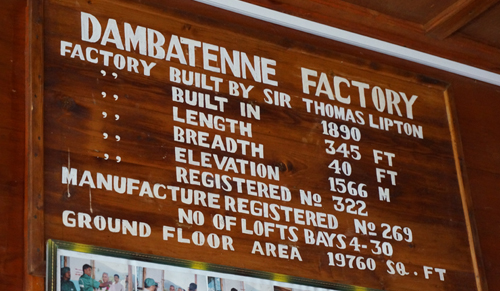 DAMBATENNE FACTORY
FACTORY BUILT BY SIR THOMAS LIPTON
,, BUILT IN 1890
,, LENGTH 345 FT
,, BREADTH 40 FT
,, ELEVATION 1566 M
,, REGISTERED No 322
MANUFACTURE REGISTERED No 269
NO OF LOFTS BAYS 4-30
GROUND FLOOR AREA 19760 SQ.FT